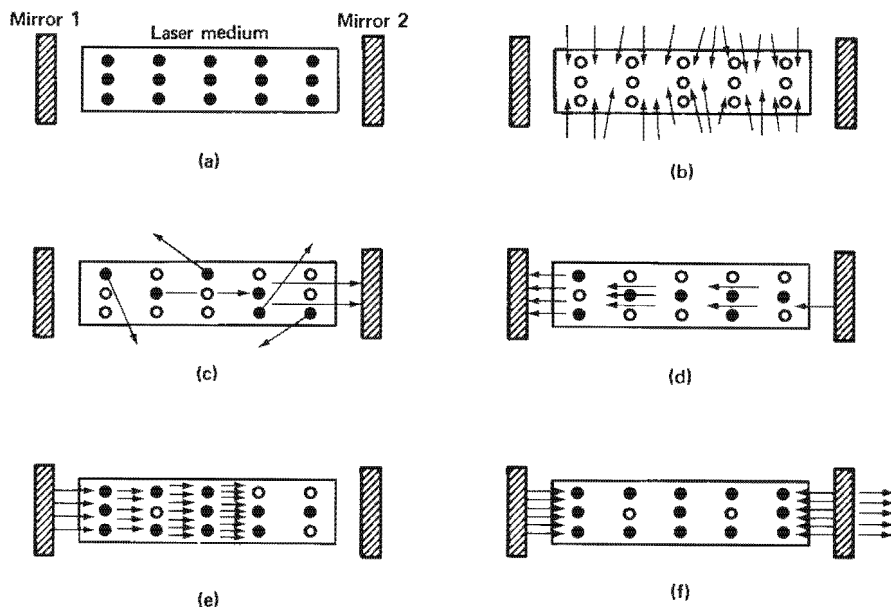 Mirror 1
Laser medium
Mirror 2
(a)
(b)
(c)
(d)
(e)
(f)